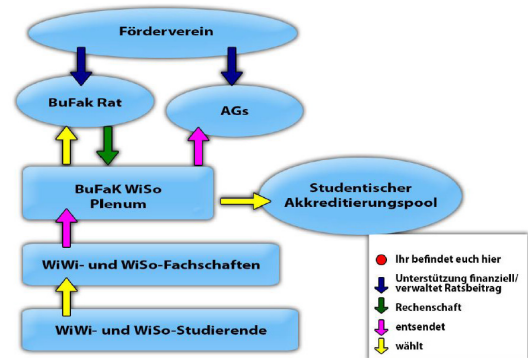 Förderverein
BuFak Rat
AGs
BuFaK WiSo
Plenum
Studentischer
Akkreditierungspool
WiWi- und WiSo-Fachschaften
WiWi- und WiSo-Studierende
Ihr befindet euch hier
Unterstützung finanziell/
verwaltet Ratsbeitrag
Rechenschaft
entsendet
wählt